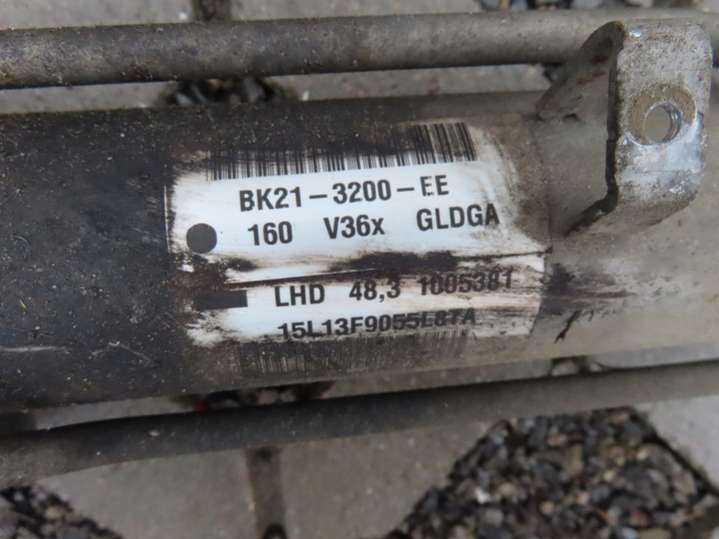 BK21-3200-EE
160 V36x GLDGA
LHD 48,3 1005381
15L13F9055L8TA